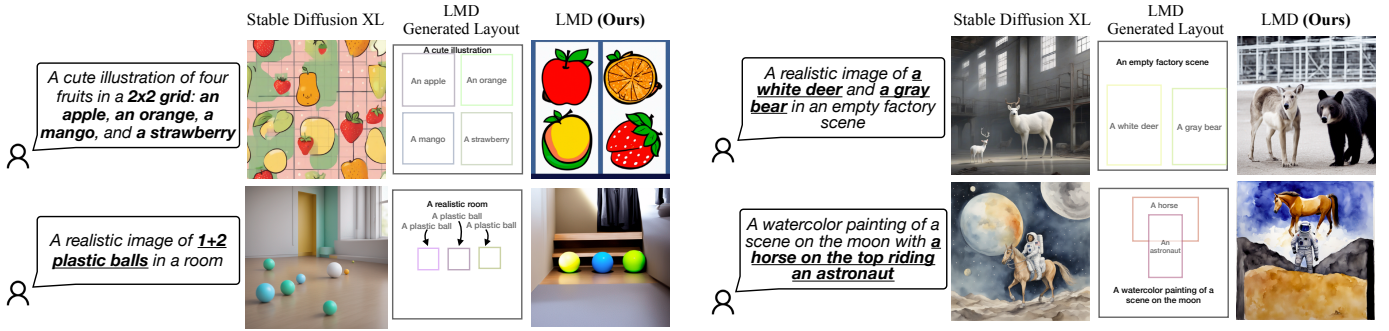 Stable Diffusion XL
LMD
Generated Layout
LMD (Ours)
A cute illustration of four
fruits in a 2x2 grid: an
apple, an orange, a
mango, and a strawberry
A cute illustration
An apple
An orange
A mango
A strawberry
A realistic image of 1+2
plastic balls in a room
A realistic room
A plastic ball
A plastic ball
A plastic ball
Stable Diffusion XL
LMD
Generated Layout
LMD (Ours)
A realistic image of a
white deer and a gray
bear in an empty factory
scene
An empty factory scene
A white deer
A gray bear
A watercolor painting of a
scene on the moon with a
horse on the top riding
an astronaut
A horse
An
astronaut
A watercolor painting of a
scene on the moon